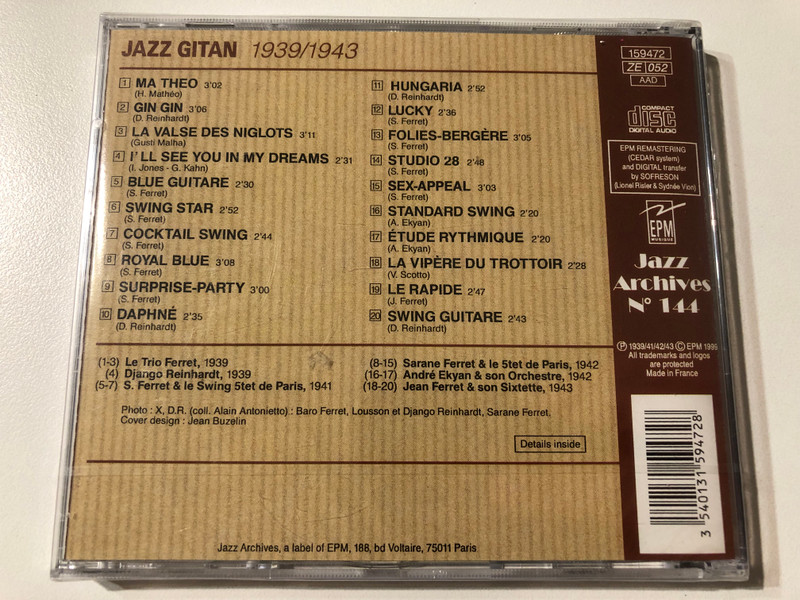 JAZZ GITAN 1939/1943
1 MA THEO 3'02
(H. Mathéo)
2 GIN GIN 3'06
(D. Reinhardt)
3 LA VALSE DES NIGLOTS 3'11
(Gusti Malha)
4 I'LL SEE YOU IN MY DREAMS 2'31
(I. Jones - G. Kahn)
5 BLUE GUITARE 2'30
(S. Ferret)
6 SWING STAR 2'52
(S. Ferret)
7 COCKTAIL SWING 2'44
(S. Ferret)
8 ROYAL BLUE 3'08
(S. Ferret)
9 SURPRISE-PARTY 3'00
(S. Ferret)
10 DAPHNÉ 2'35
(D. Reinhardt)
11 HUNGARIA 2'52
(D. Reinhardt)
12 LUCKY 2'36
(S. Ferret)
13 FOLIES-BERGÈRE 3'05
(S. Ferret)
14 STUDIO 28 2'48
(S. Ferret)
15 SEX-APPEAL 3'03
(S. Ferret)
16 STANDARD SWING 2'20
(A. Ekyan)
17 ÉTUDE RYTHMIQUE 2'20
(A. Ekyan)
18 LA VIPÈRE DU TROTTOIR 2'28
(V. Scotto)
19 LE RAPIDE 2'47
(J. Ferret)
20 SWING GUITARE 2'43
(D. Reinhardt)
(1-3) Le Trio Ferret, 1939
(4) Django Reinhardt, 1939
(5-7) S. Ferret & le Swing 5tet de Paris, 1941
(8-15) Sarane Ferret & le 5tet de Paris, 1942
(16-17) André Ekyan & son Orchestre, 1942
(18-20) Jean Ferret & son Sixtette, 1943
Photo : X, D.R. (coll. Alain Antonietto).: Baro Ferret, Lousson et Django Reinhardt, Sarane Ferret.
Cover design : Jean Buzelin
Details inside
Jazz Archives, a label of EPM, 188, bd Voltaire, 75011 Paris
159472
ZE 052
AAD
COMPACT
disc
DIGITAL AUDIO
EPM REMASTERING
(CEDAR system)
and DIGITAL transfer
by SOFRESON
(Lionel Risler & Sydnée Vion)
EPM
MUSIQUE
Jazz
Archives
N° 144
Ⓟ 1939/41/42/43 Ⓒ EPM 1999
All trademarks and logos
are protected
Made in France
3 540131 594728